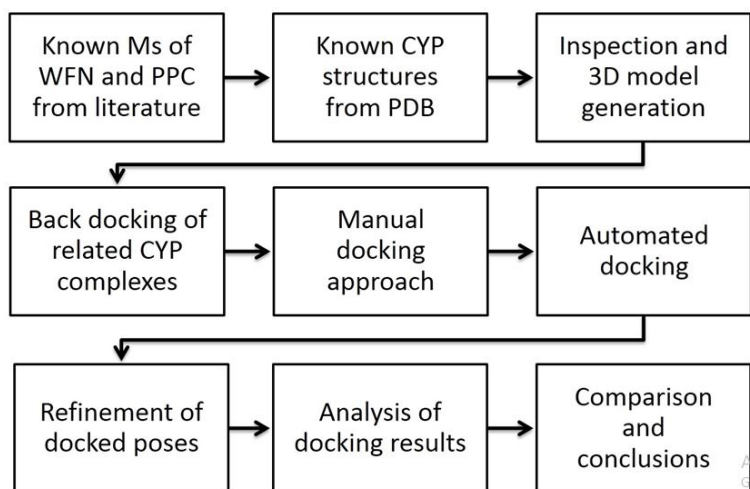 Known Ms of
WFN and PPC
from literature
Known CYP
structures
from PDB
Inspection and
3D model
generation
Back docking of
related CYP
complexes
Manual
docking
approach
Automated
docking
Refinement of
docked poses
Analysis of
docking results
Comparison
and
conclusions
A
G